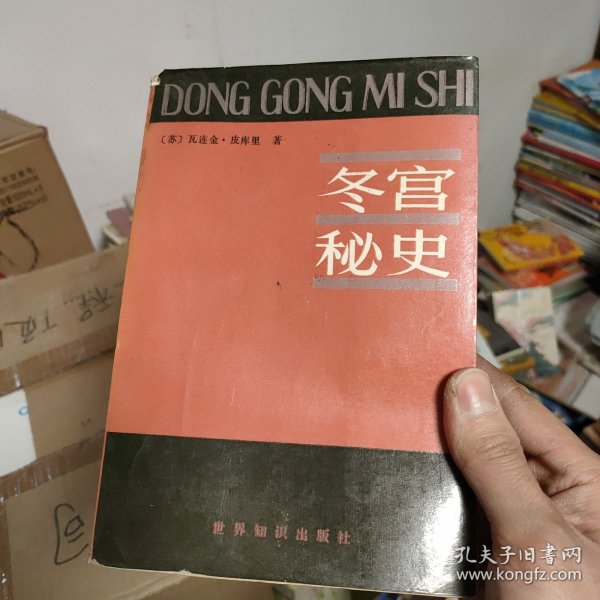 DONG GONG MI SHI
〔苏〕瓦连金·皮库里 著
冬宫
秘史
世界知识出版社
孔夫子旧书网
www.kongfz.com